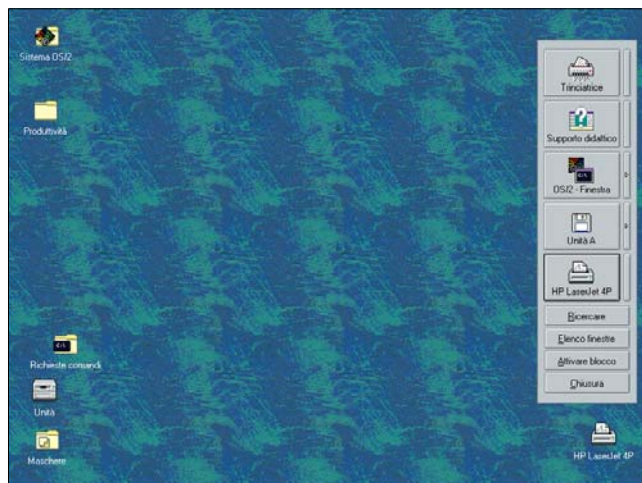 Sistema OS/2
Produttività
Trinciatrice
Supporto didattico
OS/2 - Finestra
Unità A
HP LaserJet 4P
Ricercare
Elenco finestre
Attivare blocco
Chiusura
Richieste comandi
Unità
Maschere
HP LaserJet 4P